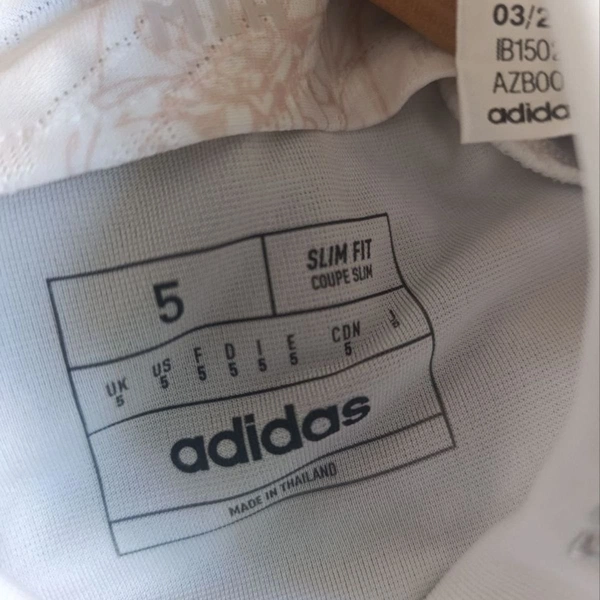 03/2
IB150
AZB00
adidas
5
SLIM FIT
COUPE SLIM
UK US F D I E CDN J
5 5 5 5 5 5 5
adidas
MADE IN THAILAND